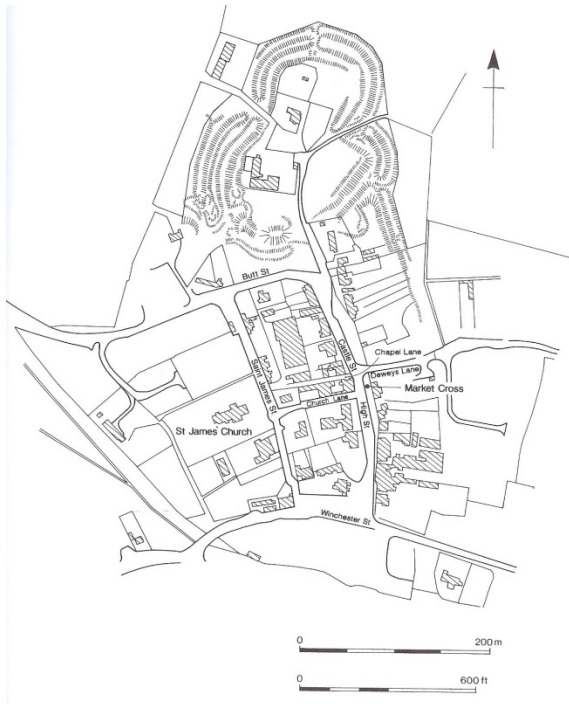 Butt St
Castle St
Chapel Lane
Deweys Lane
Market Cross
Saint James St
Church Lane
High St
St James' Church
Winchester St
0 200 m
0 600 ft